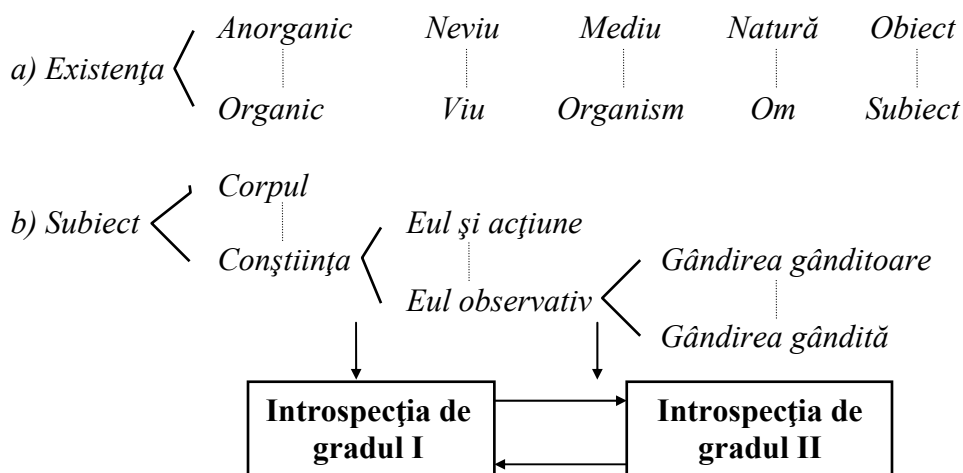 Anorganic Neviu Mediu Natură Obiect
a) Existenţa
Organic Viu Organism Om Subiect
Corpul
b) Subiect Eul şi acţiune
Conştiinţa Gândirea gânditoare
Eul observativ
Gândirea gândită
Introspecţia de gradul I
Introspecţia de gradul II